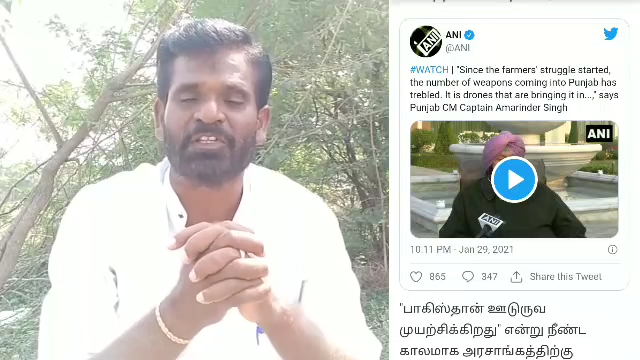 ANI
ANI
@ANI
#WATCH | "Since the farmers' struggle started,
the number of weapons coming into Punjab has
trebled. It is drones that are bringing it in...," says
Punjab CM Captain Amarinder Singh
ANI
ANI
10:11 PM - Jan 29, 2021
865
347
Share this Tweet
"பாகிஸ்தான் ஊடுருவ
முயற்சிக்கிறது" என்று நீண்ட
காலமாக அரசாங்கத்திற்கு